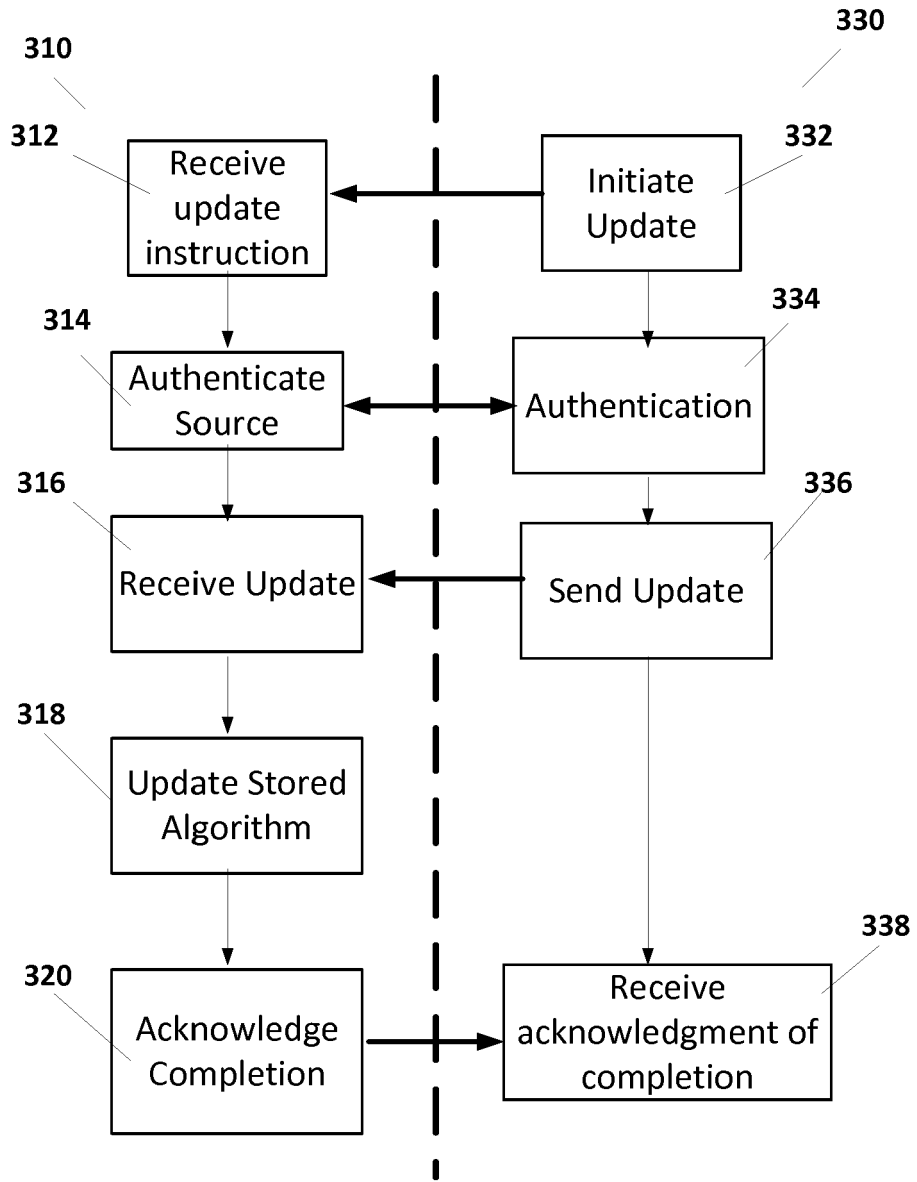 310
330
312
Receive
update
instruction
332
Initiate
Update
314
Authenticate
Source
334
Authentication
316
Receive Update
336
Send Update
318
Update Stored
Algorithm
320
Acknowledge
Completion
338
Receive
acknowledgment of
completion